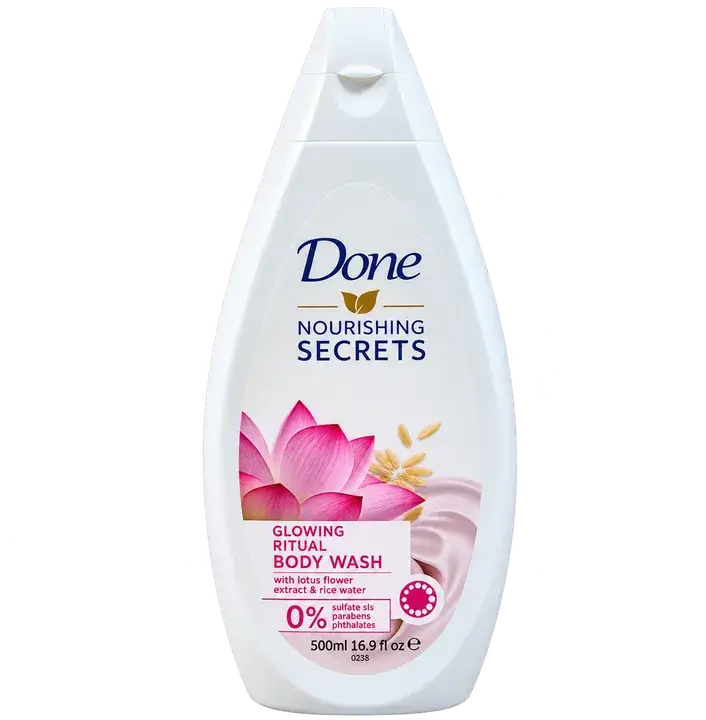 Done
NOURISHING
SECRETS
GLOWING
RITUAL
BODY WASH
with lotus flower
extract & rice water
0% sulfate sls
parabens
phthalates
500ml 16.9 fl oz ℮
0238